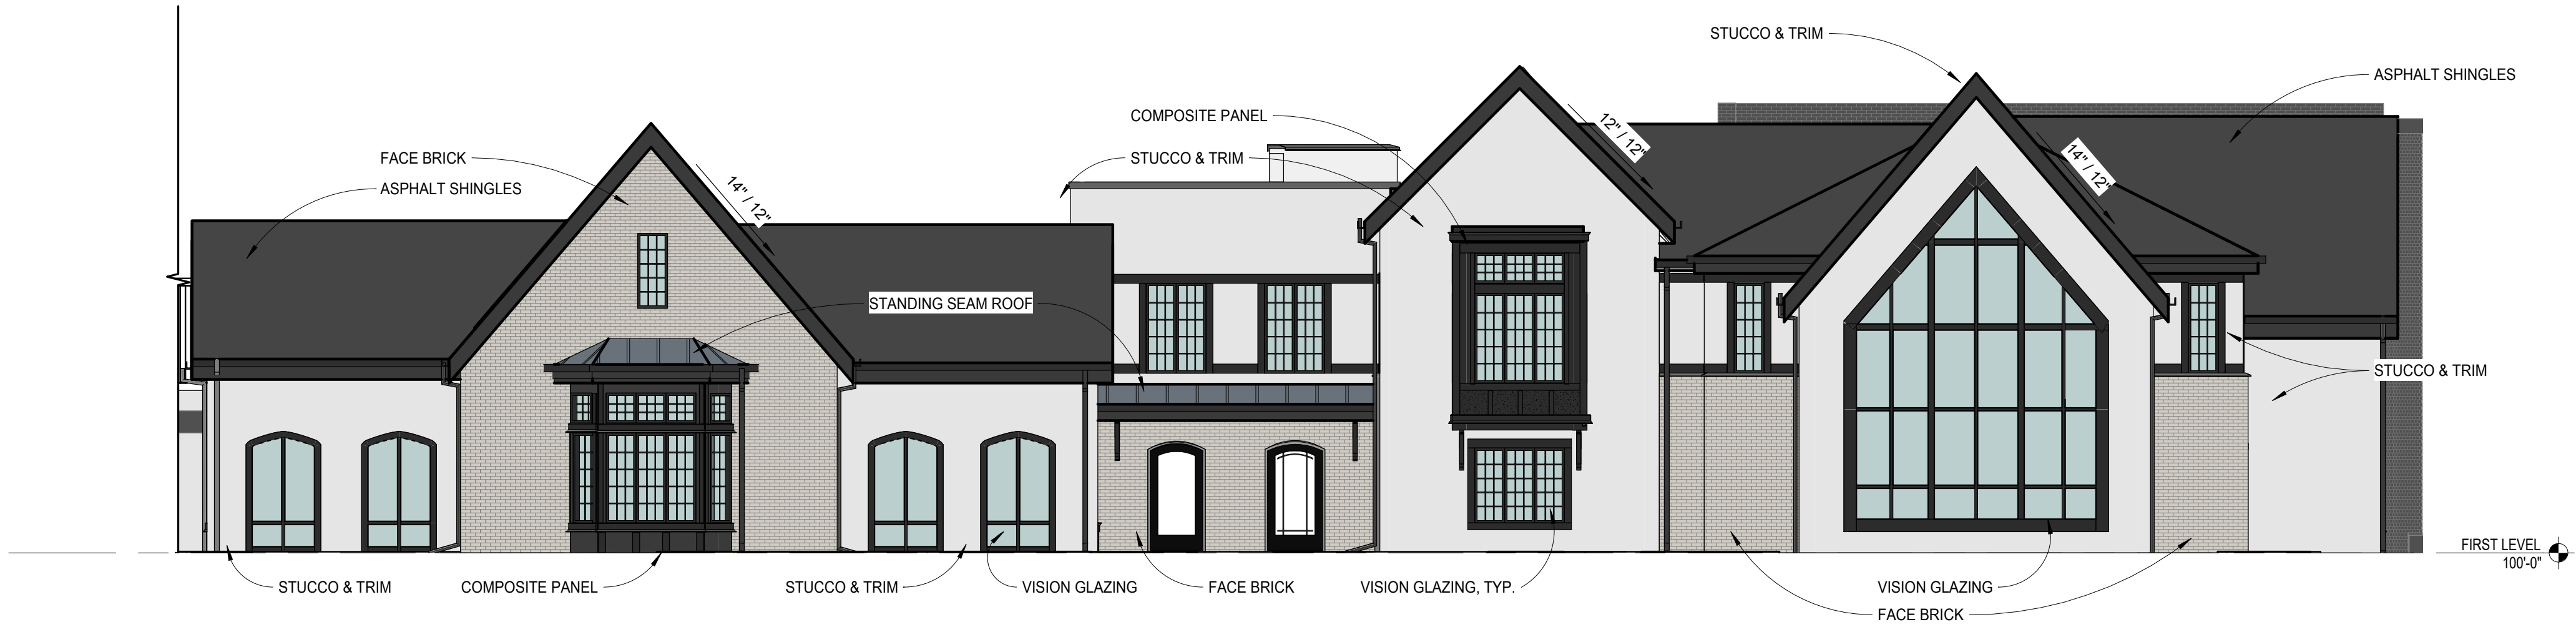 STUCCO & TRIM
ASPHALT SHINGLES
COMPOSITE PANEL
12" / 12"
FACE BRICK
STUCCO & TRIM
14" / 12"
ASPHALT SHINGLES
14" / 12"
STANDING SEAM ROOF
STUCCO & TRIM
FIRST LEVEL
100'-0"
STUCCO & TRIM
COMPOSITE PANEL
STUCCO & TRIM
VISION GLAZING
FACE BRICK
VISION GLAZING, TYP.
VISION GLAZING
FACE BRICK